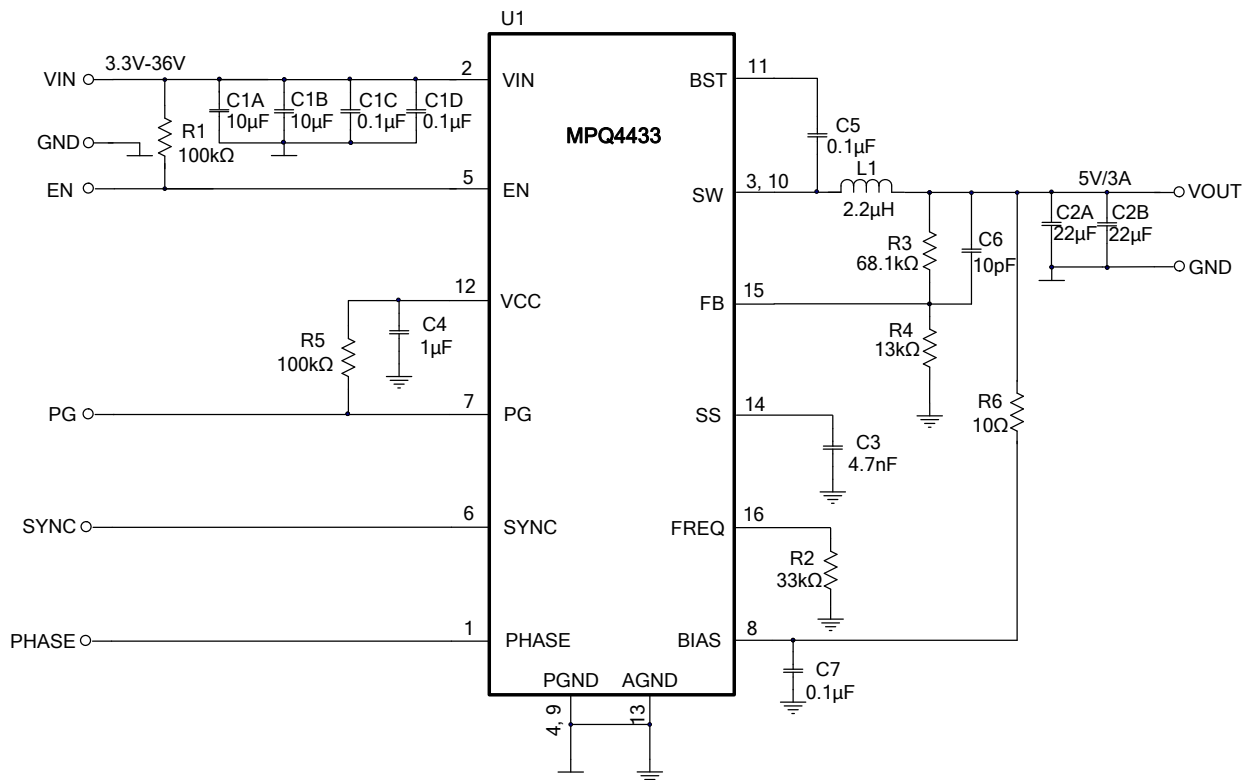 U1
VIN
3.3V-36V
2
VIN
C1A
10μF
C1B
10μF
C1C
0.1μF
C1D
0.1μF
R1
100kΩ
GND
EN
5
EN
VCC
12
R5
100kΩ
C4
1μF
PG
7
PG
SYNC
6
SYNC
PHASE
1
PHASE
MPQ4433
BST
11
C5
0.1μF
SW
3, 10
L1
2.2μH
5V/3A
VOUT
R3
68.1kΩ
C6
10pF
C2A
22μF
C2B
22μF
GND
FB
15
R4
13kΩ
SS
14
C3
4.7nF
R6
10Ω
FREQ
16
R2
33kΩ
BIAS
8
C7
0.1μF
PGND
AGND
4, 9
13